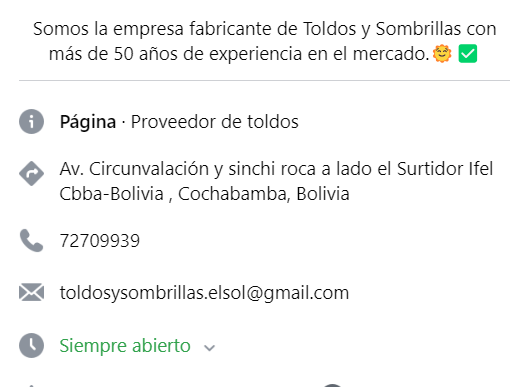 Somos la empresa fabricante de Toldos y Sombrillas con
más de 50 años de experiencia en el mercado.🌞✅
Página · Proveedor de toldos
Av. Circunvalación y sinchi roca a lado el Surtidor Ifel
Cbba-Bolivia , Cochabamba, Bolivia
72709939
toldosysombrillas.elsol@gmail.com
Siempre abierto